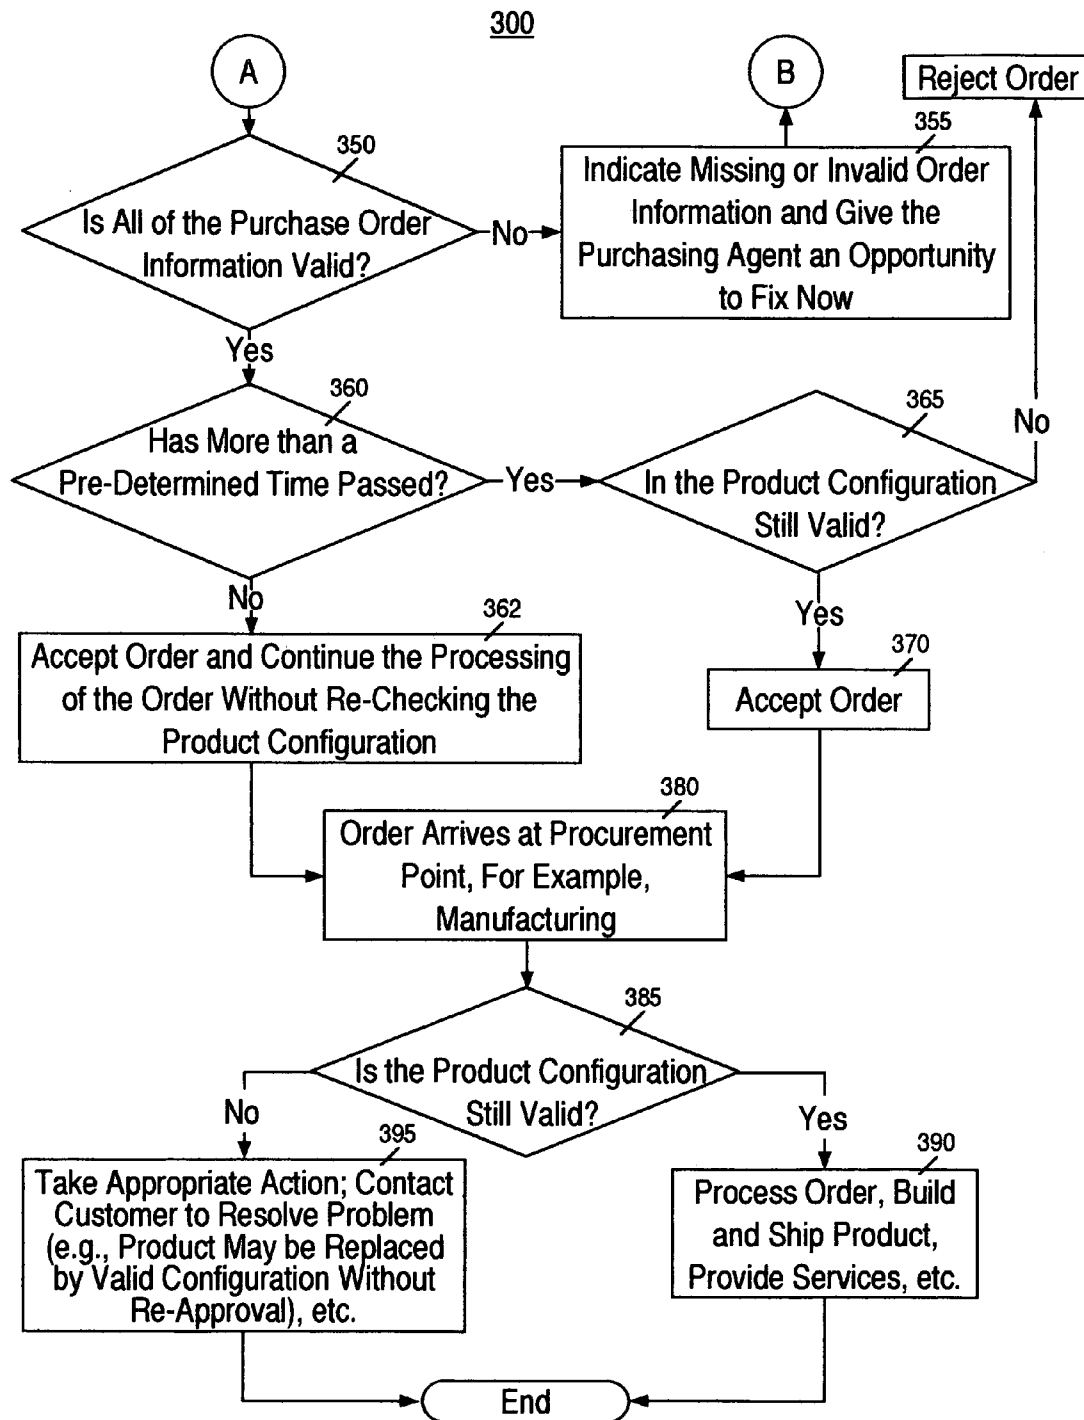 300
A
B
Reject Order
350
Is All of the Purchase Order
Information Valid?
No
355
Indicate Missing or Invalid Order
Information and Give the
Purchasing Agent an Opportunity
to Fix Now
Yes
360
Has More than a
Pre-Determined Time Passed?
Yes
365
In the Product Configuration
Still Valid?
No
No
362
Accept Order and Continue the Processing
of the Order Without Re-Checking the
Product Configuration
Yes
370
Accept Order
380
Order Arrives at Procurement
Point, For Example,
Manufacturing
385
Is the Product Configuration
Still Valid?
No
395
Take Appropriate Action; Contact
Customer to Resolve Problem
(e.g., Product May be Replaced
by Valid Configuration Without
Re-Approval), etc.
Yes
390
Process Order, Build
and Ship Product,
Provide Services, etc.
End